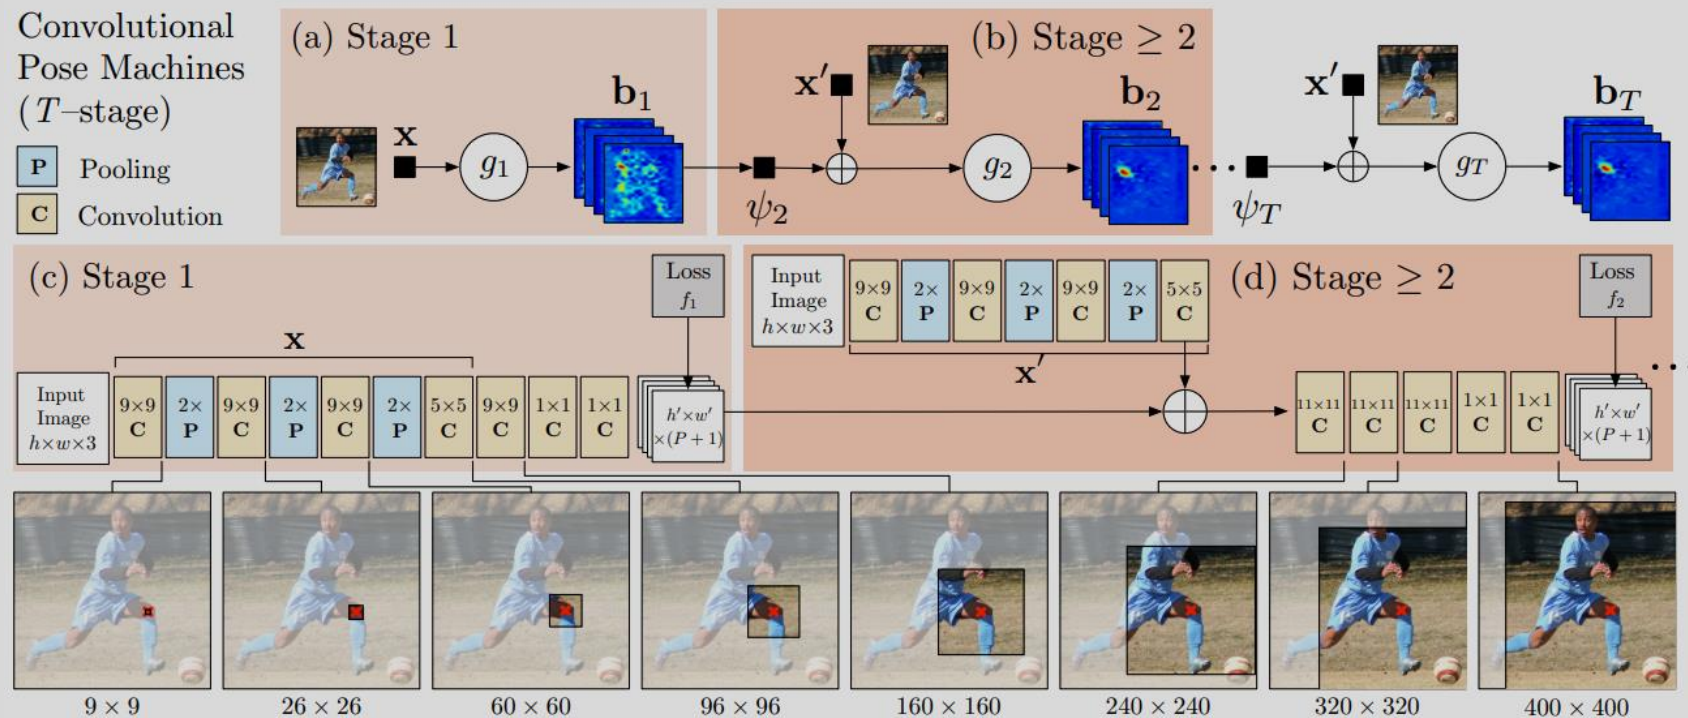 Convolutional
Pose Machines
(T–stage)
P Pooling
C Convolution
(a) Stage 1
x
g₁
b₁
(b) Stage ≥ 2
x′
ψ₂
g₂
b₂
x′
ψ_T
g_T
b_T
(c) Stage 1
Loss
f₁
x
Input
Image
h×w×3
9×9
C
2×
P
9×9
C
2×
P
9×9
C
2×
P
5×5
C
9×9
C
1×1
C
1×1
C
h′×w′
×(P + 1)
(d) Stage ≥ 2
Input
Image
h×w×3
9×9
C
2×
P
9×9
C
2×
P
9×9
C
2×
P
5×5
C
x′
Loss
f₂
11×11
C
11×11
C
11×11
C
1×1
C
1×1
C
h′×w′
×(P + 1)
9 × 9
26 × 26
60 × 60
96 × 96
160 × 160
240 × 240
320 × 320
400 × 400